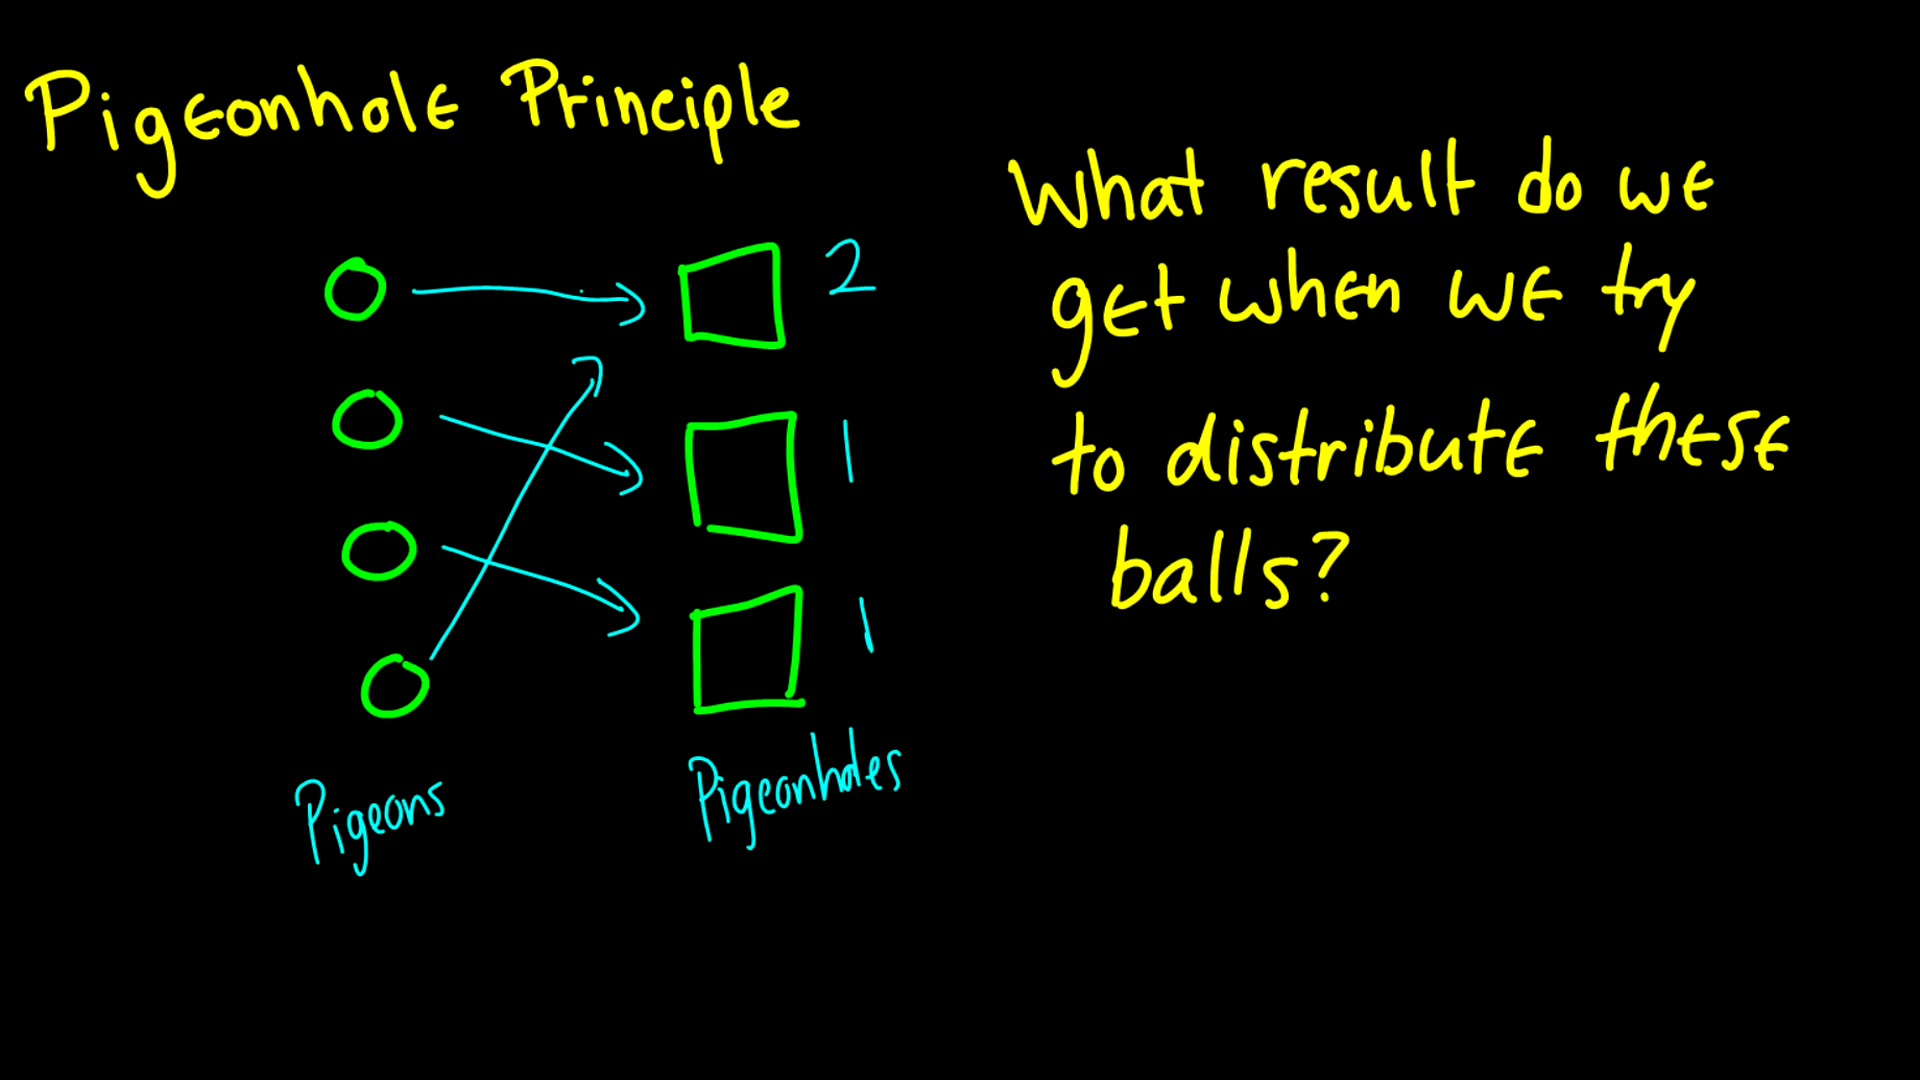 Pigeonhole Principle
What result do we
get when we try
to distribute these
balls?
2
1
1
Pigeons
Pigeonholes